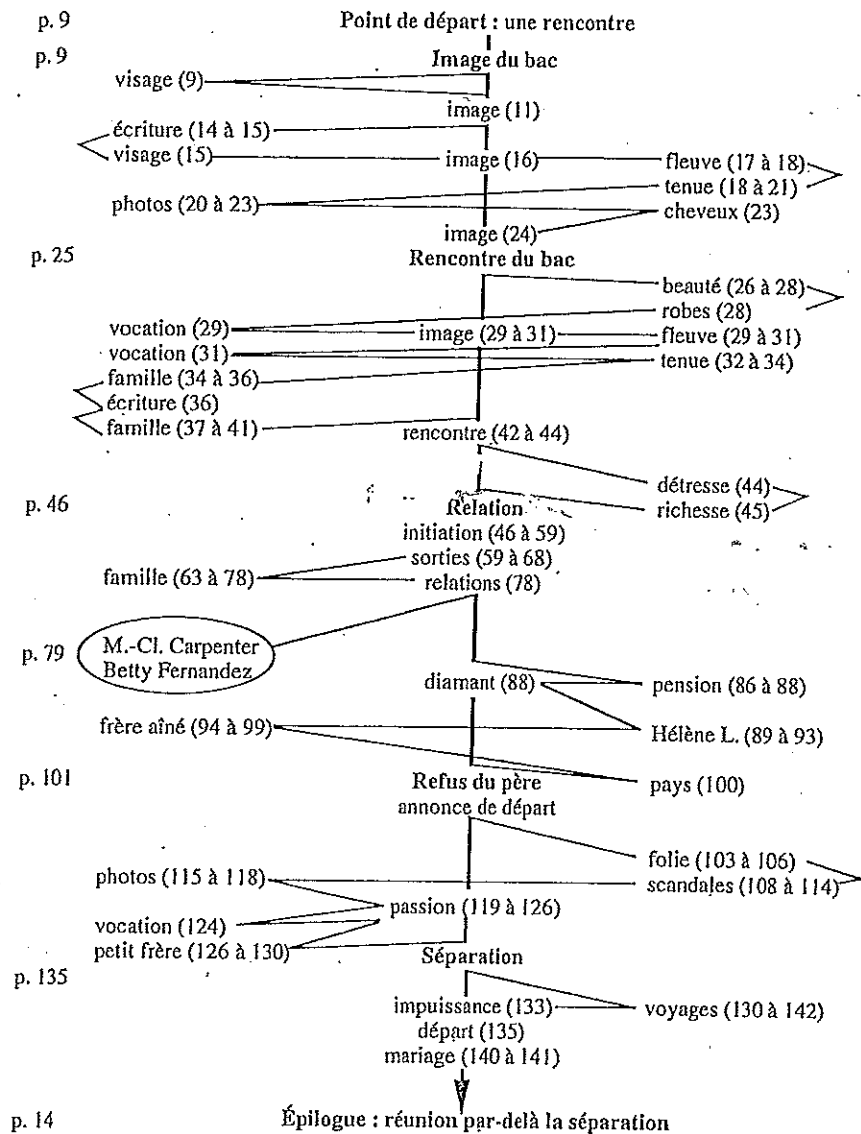 p. 9 Point de départ : une rencontre
p. 9 Image du bac
visage (9)
image (11)
écriture (14 à 15)
visage (15) image (16) fleuve (17 à 18)
tenue (18 à 21)
photos (20 à 23) cheveux (23)
image (24)
p. 25 Rencontre du bac
beauté (26 à 28)
robes (28)
vocation (29) image (29 à 31) fleuve (29 à 31)
vocation (31) tenue (32 à 34)
famille (34 à 36)
écriture (36)
famille (37 à 41) rencontre (42 à 44)
détresse (44)
p. 46 Relation richesse (45)
initiation (46 à 59)
sorties (59 à 68)
famille (63 à 78) relations (78)
p. 79 M.-Cl. Carpenter
Betty Fernandez
diamant (88) pension (86 à 88)
frère aîné (94 à 99) Hélène L. (89 à 93)
p. 101 Refus du père pays (100)
annonce de départ
folie (103 à 106)
photos (115 à 118) scandales (108 à 114)
passion (119 à 126)
vocation (124)
petit frère (126 à 130)
p. 135 Séparation
impuissance (133) voyages (130 à 142)
départ (135)
mariage (140 à 141)
p. 14 Épilogue : réunion par-delà la séparation